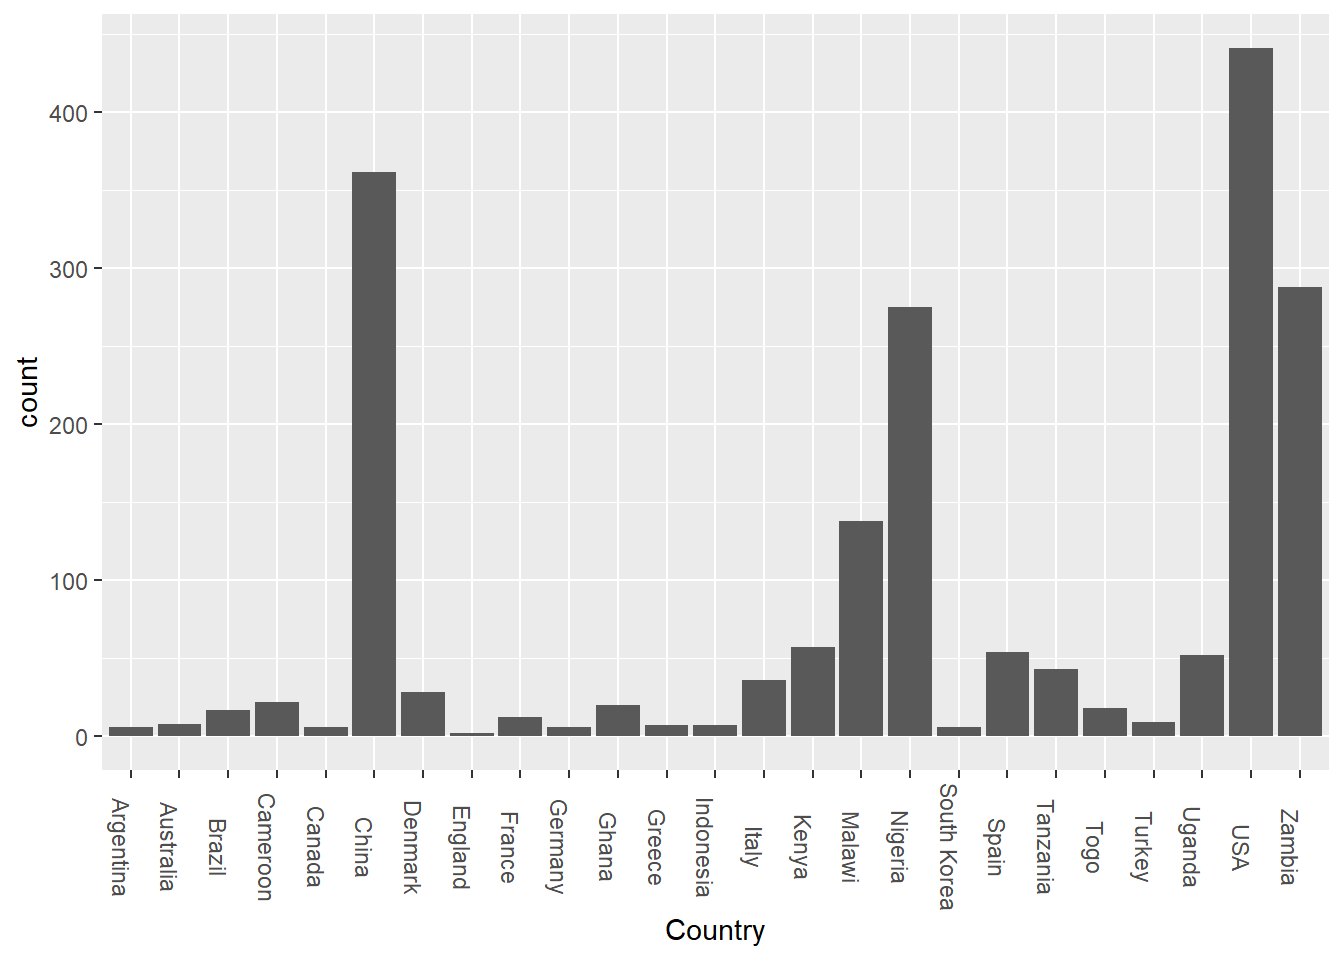 count
400
300
200
100
0
Argentina
Australia
Brazil
Cameroon
Canada
China
Denmark
England
France
Germany
Ghana
Greece
Indonesia
Italy
Kenya
Malawi
Nigeria
South Korea
Spain
Tanzania
Togo
Turkey
Uganda
USA
Zambia
Country